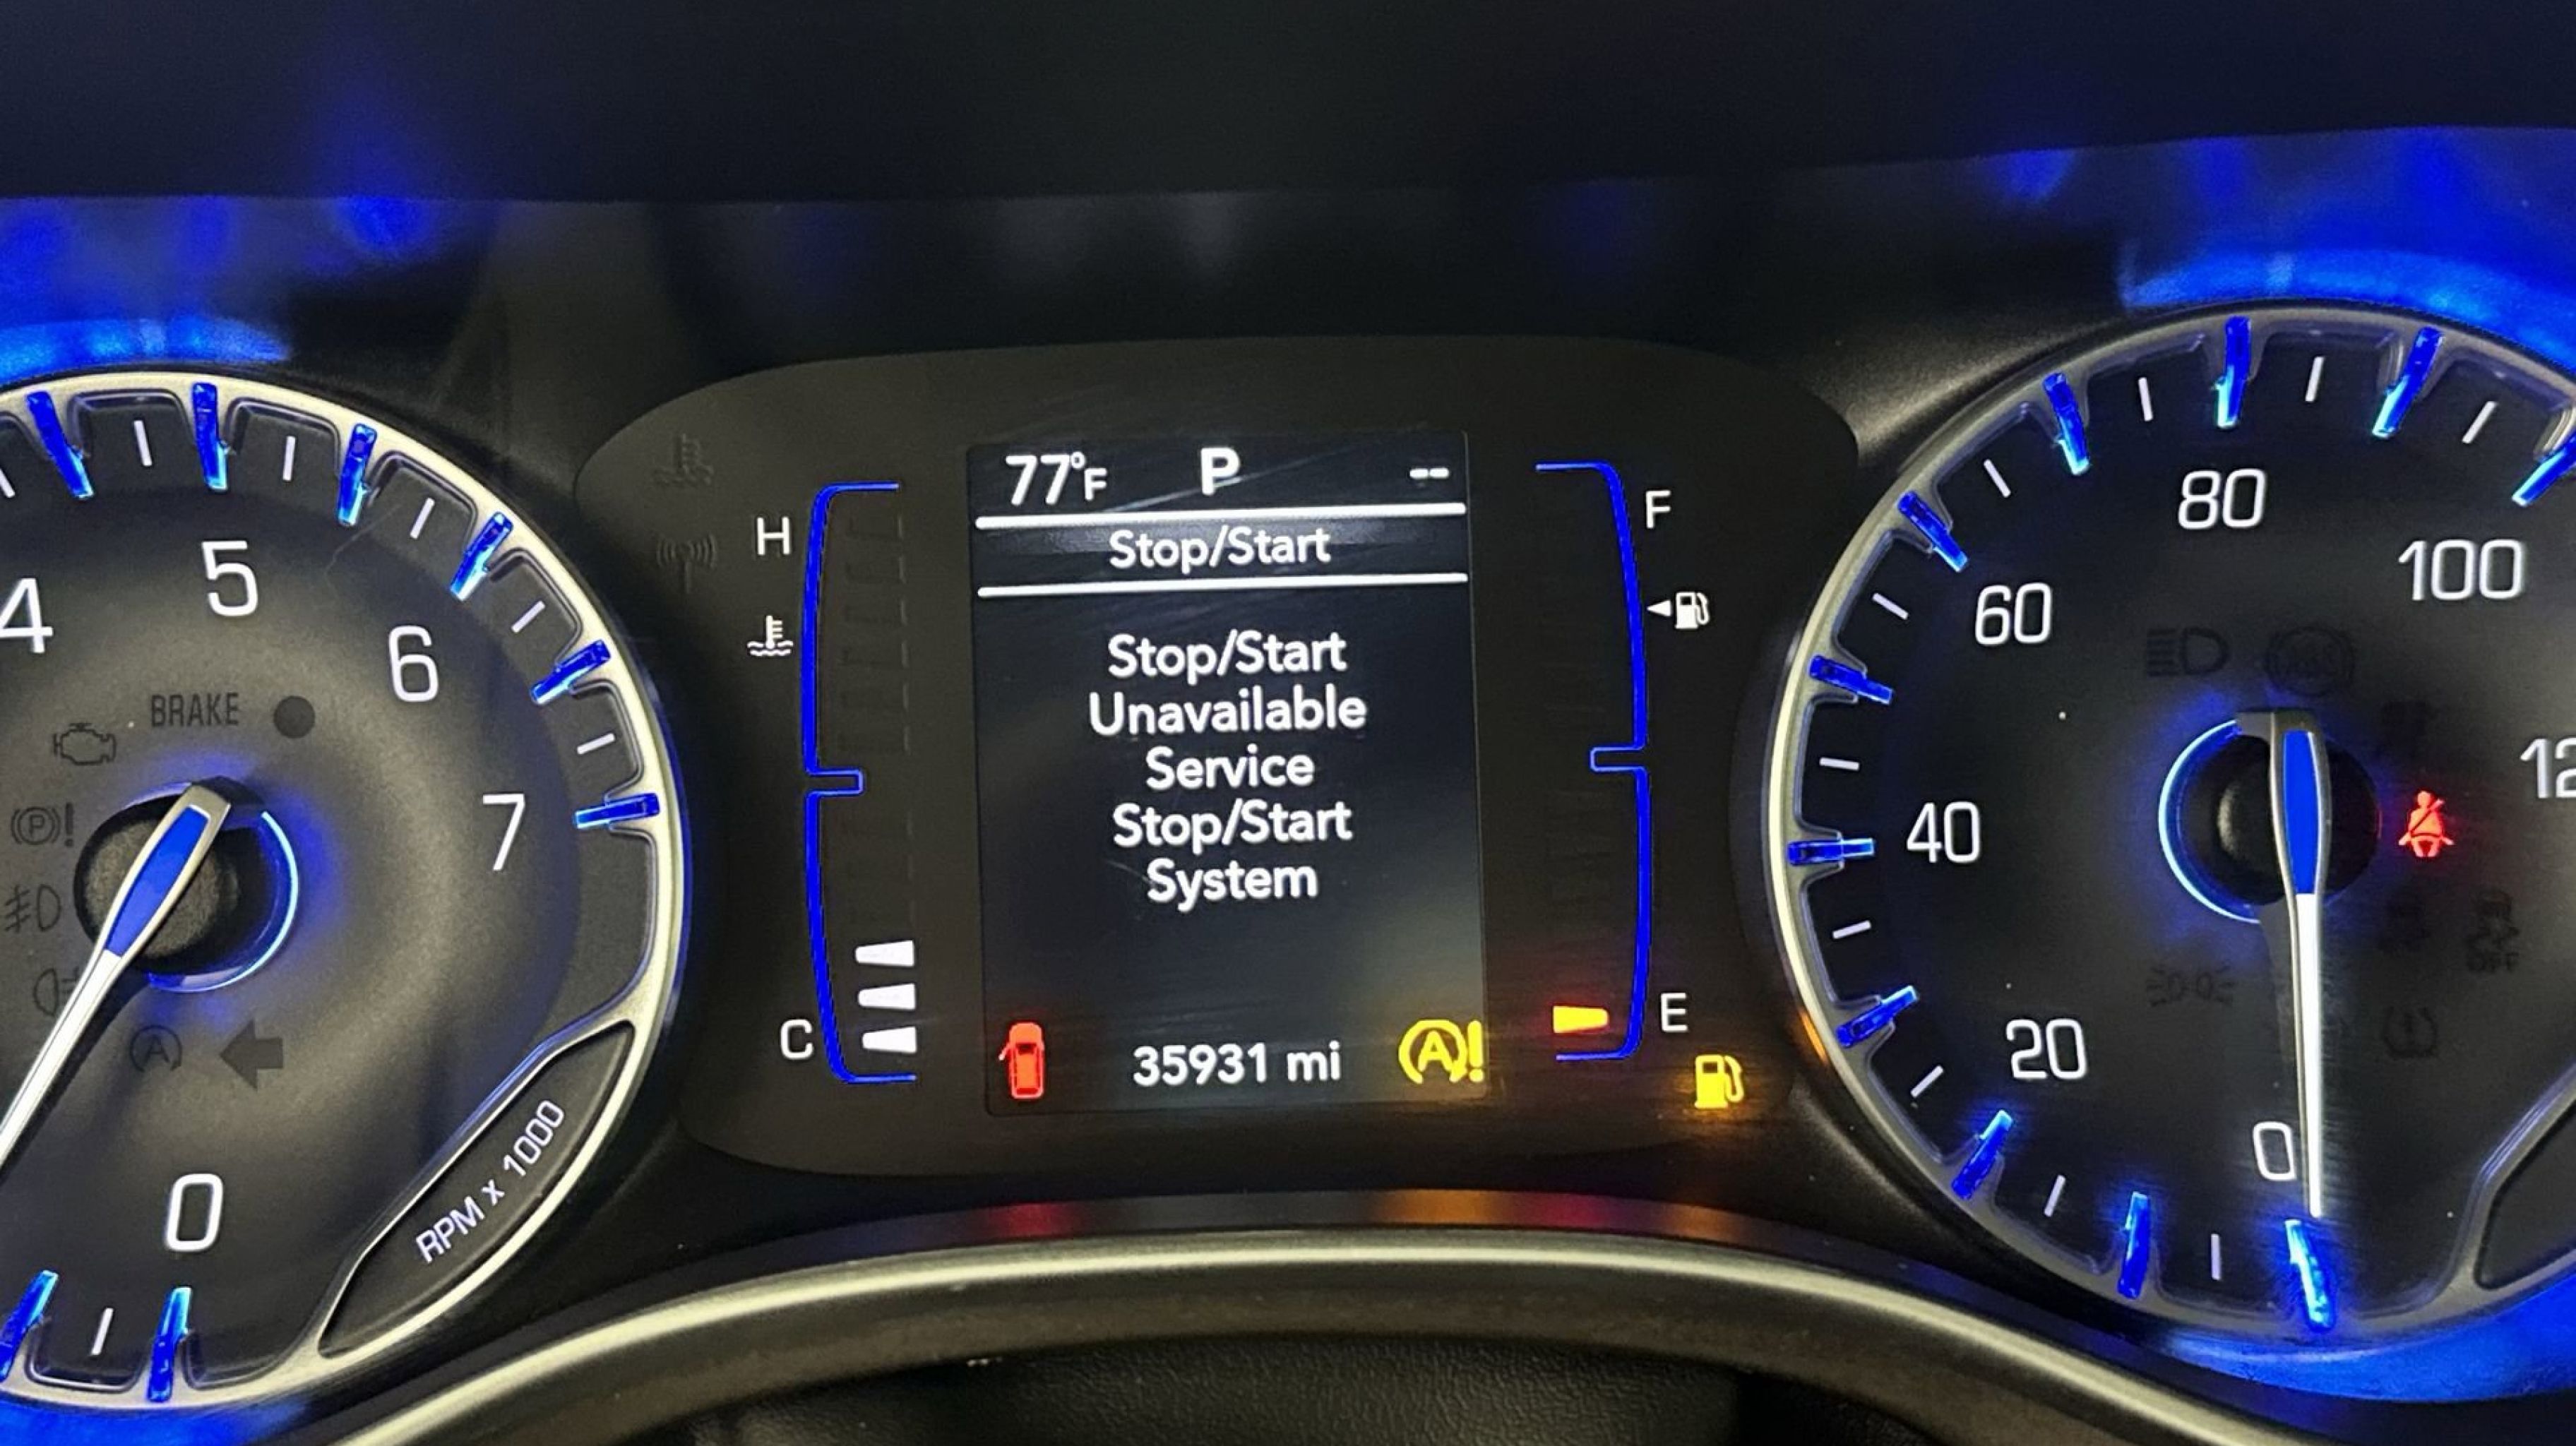 77°F P --
Stop/Start
Stop/Start
Unavailable
Service
Stop/Start
System
35931 mi
H
C
F
E
4
5
6
7
0
BRAKE
RPM x 1000
0
20
40
60
80
100